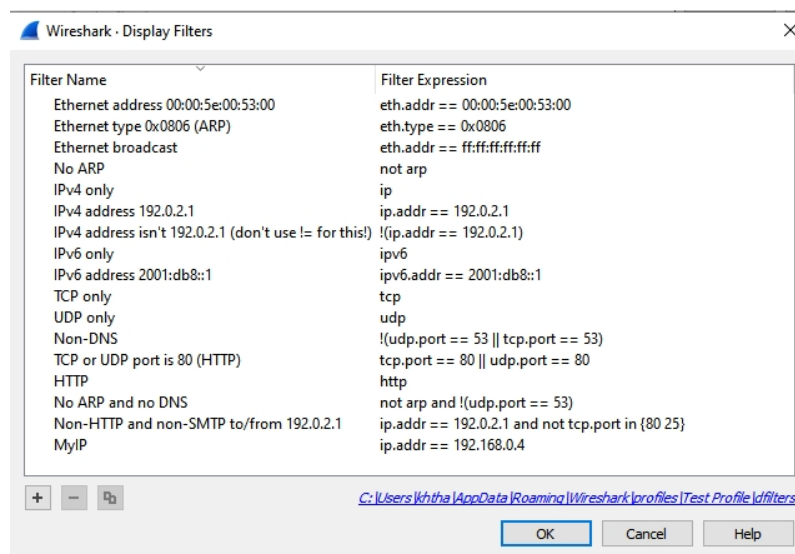 Wireshark · Display Filters
Filter Name Filter Expression
Ethernet address 00:00:5e:00:53:00 eth.addr == 00:00:5e:00:53:00
Ethernet type 0x0806 (ARP) eth.type == 0x0806
Ethernet broadcast eth.addr == ff:ff:ff:ff:ff:ff
No ARP not arp
IPv4 only ip
IPv4 address 192.0.2.1 ip.addr == 192.0.2.1
IPv4 address isn't 192.0.2.1 (don't use != for this!) !(ip.addr == 192.0.2.1)
IPv6 only ipv6
IPv6 address 2001:db8::1 ipv6.addr == 2001:db8::1
TCP only tcp
UDP only udp
Non-DNS !(udp.port == 53 || tcp.port == 53)
TCP or UDP port is 80 (HTTP) tcp.port == 80 || udp.port == 80
HTTP http
No ARP and no DNS not arp and !(udp.port == 53)
Non-HTTP and non-SMTP to/from 192.0.2.1 ip.addr == 192.0.2.1 and not tcp.port in {80 25}
MyIP ip.addr == 192.168.0.4
C:\Users\khtha\AppData\Roaming\Wireshark\profiles\Test Profile\dfilters
OK Cancel Help